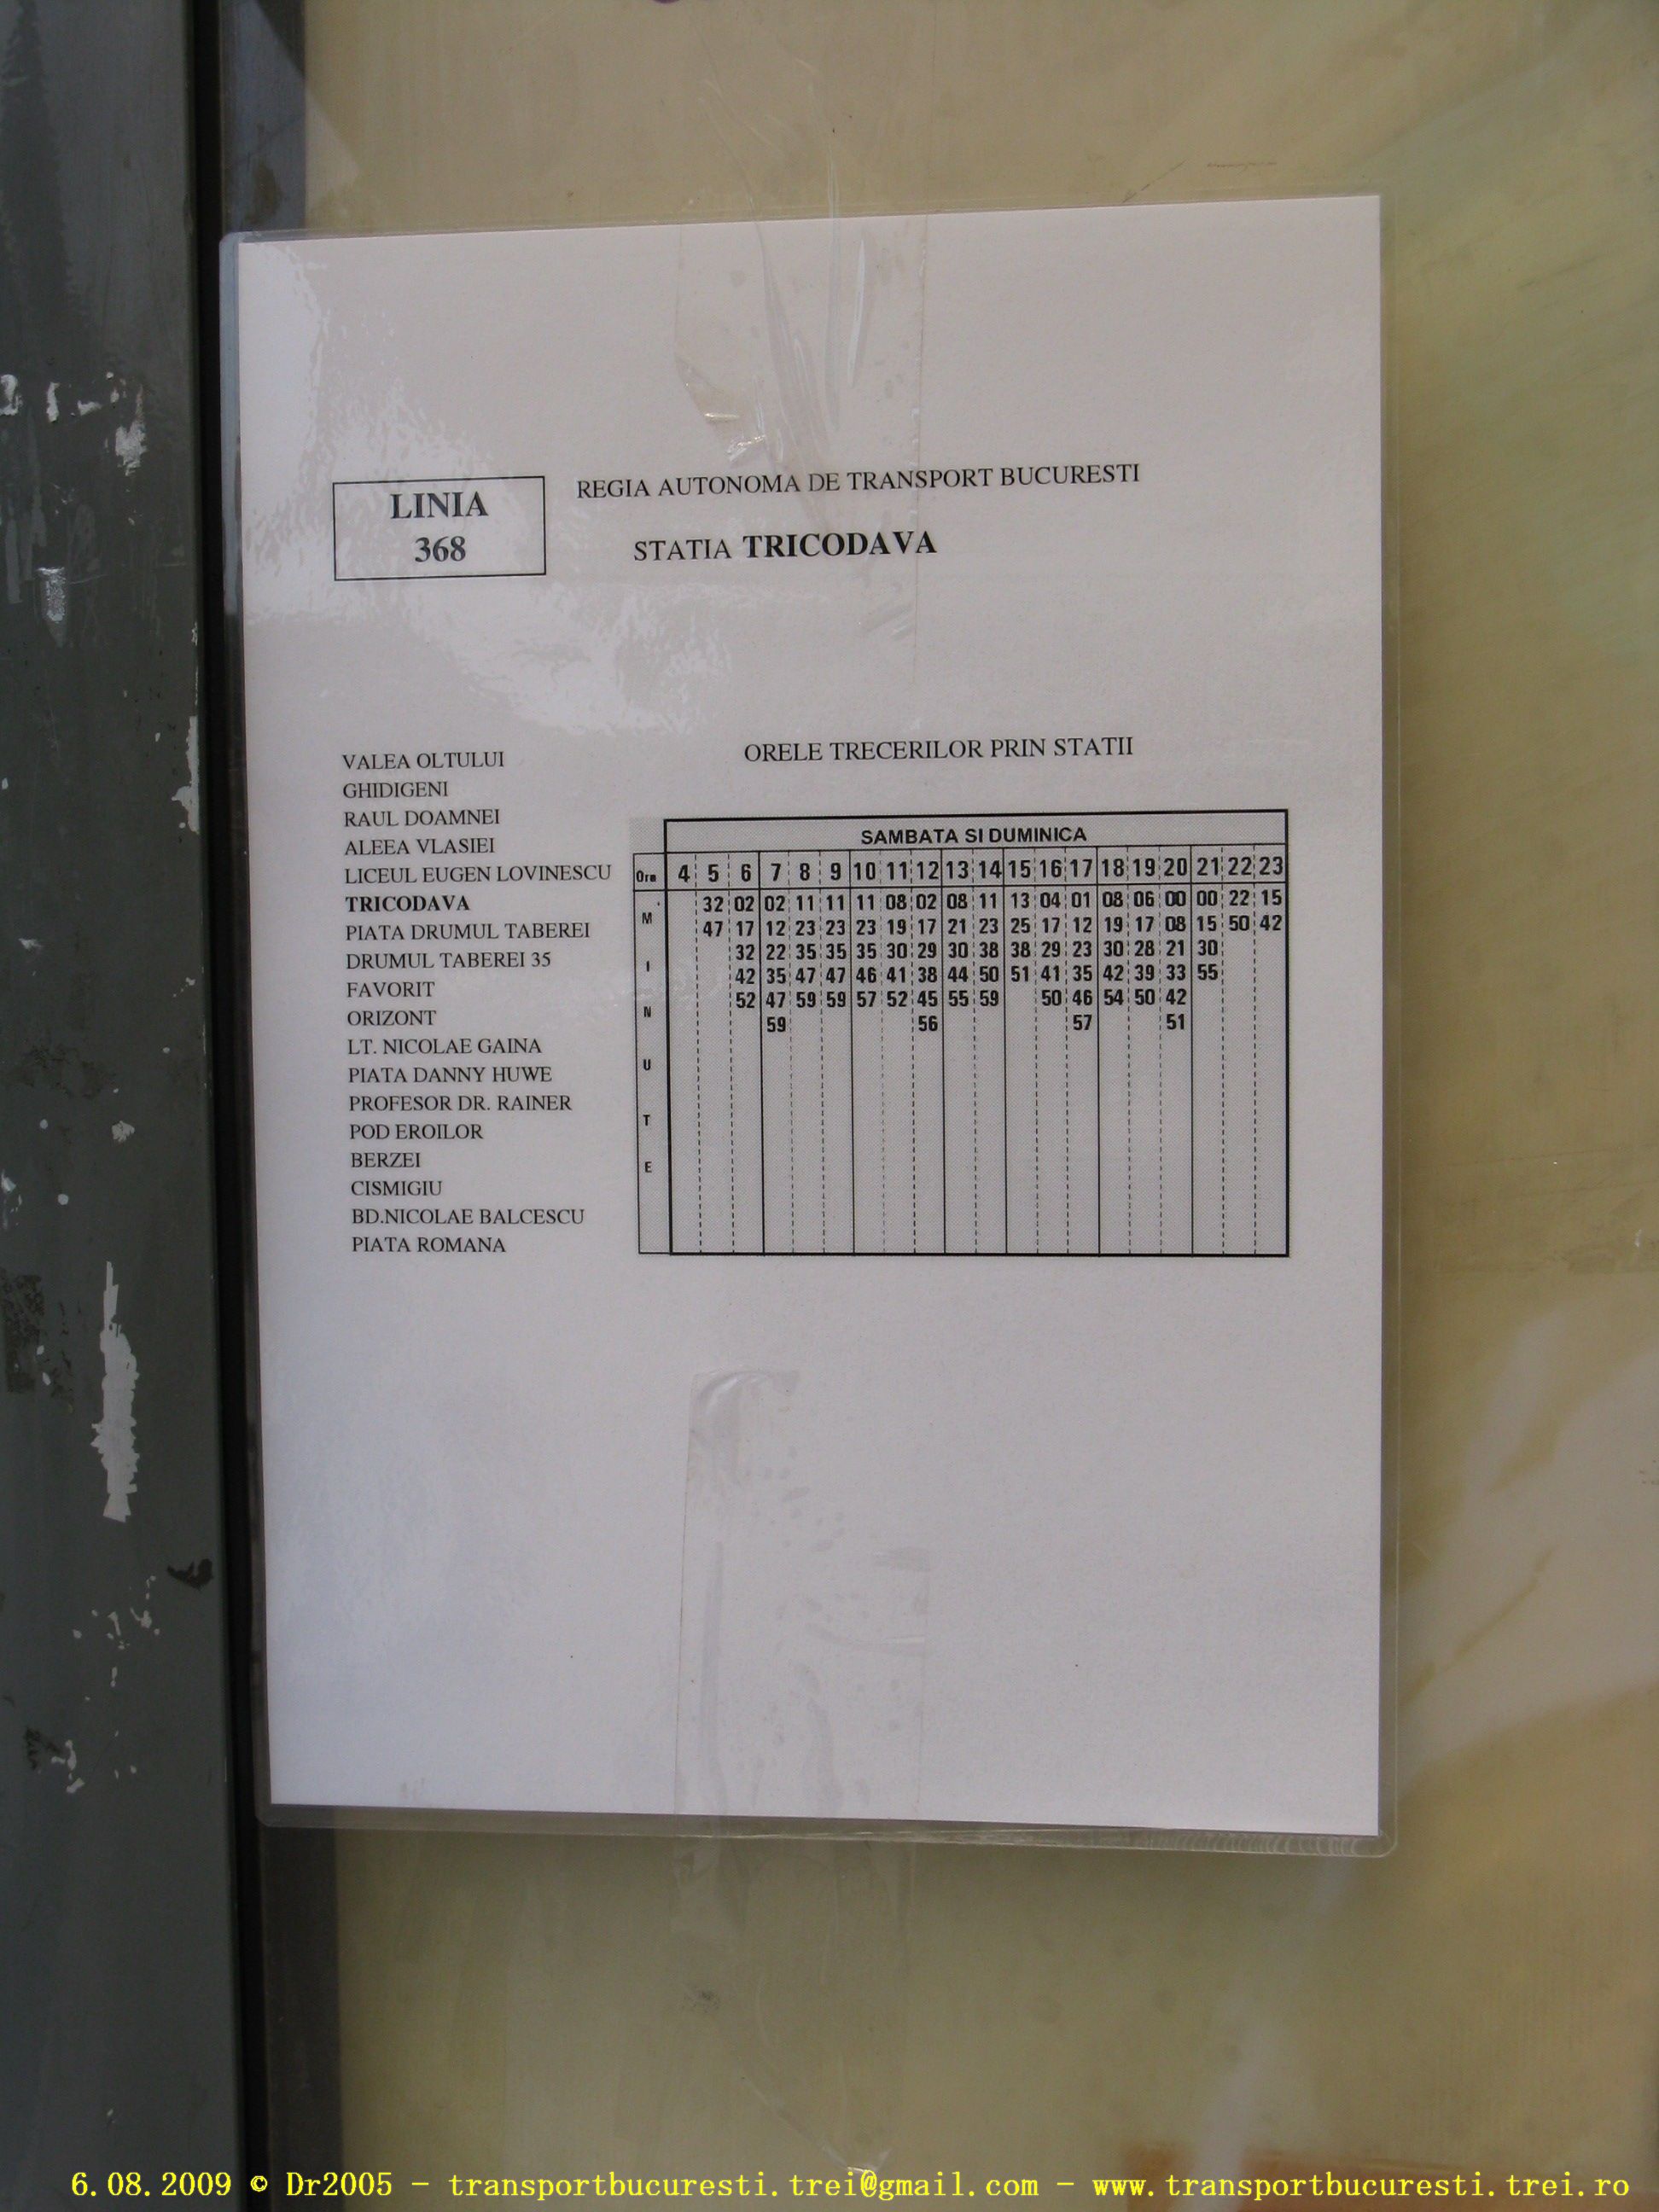 LINIA
368
REGIA AUTONOMA DE TRANSPORT BUCURESTI
STATIA TRICODAVA
VALEA OLTULUI
GHIDIGENI
RAUL DOAMNEI
ALEEA VLASIEI
LICEUL EUGEN LOVINESCU
TRICODAVA
PIATA DRUMUL TABEREI
DRUMUL TABEREI 35
FAVORIT
ORIZONT
LT. NICOLAE GAINA
PIATA DANNY HUWE
PROFESOR DR. RAINER
POD EROILOR
BERZEI
CISMIGIU
BD.NICOLAE BALCESCU
PIATA ROMANA
ORELE TRECERILOR PRIN STATII
SAMBATA SI DUMINICA
Ora 4 5 6 7 8 9 10 11 12 13 14 15 16 17 18 19 20 21 22 23
MINUTE
32 02 02 11 11 11 08 02 08 11 13 04 01 08 06 00 00 22 15
47 17 12 23 23 23 19 17 21 23 25 17 12 19 17 08 15 50 42
32 22 35 35 35 30 29 30 38 38 29 23 30 28 21 30
42 35 47 47 46 41 38 44 50 51 41 35 42 39 33 55
52 47 59 59 57 52 45 55 59 50 46 54 50 42
59 56 57 51
6.08.2009 © Dr2005 - transportbucuresti.trei@gmail.com - www.transportbucuresti.trei.ro